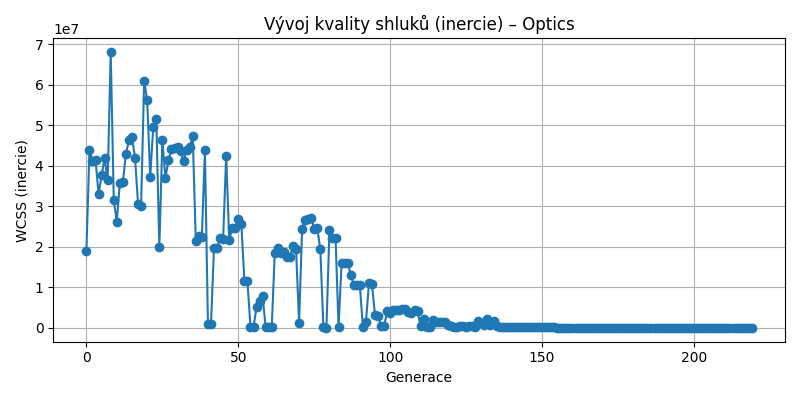 Vývoj kvality shluků (inercie) – Optics
1e7
7
6
5
4
3
2
1
0
WCSS (inercie)
0 50 100 150 200
Generace